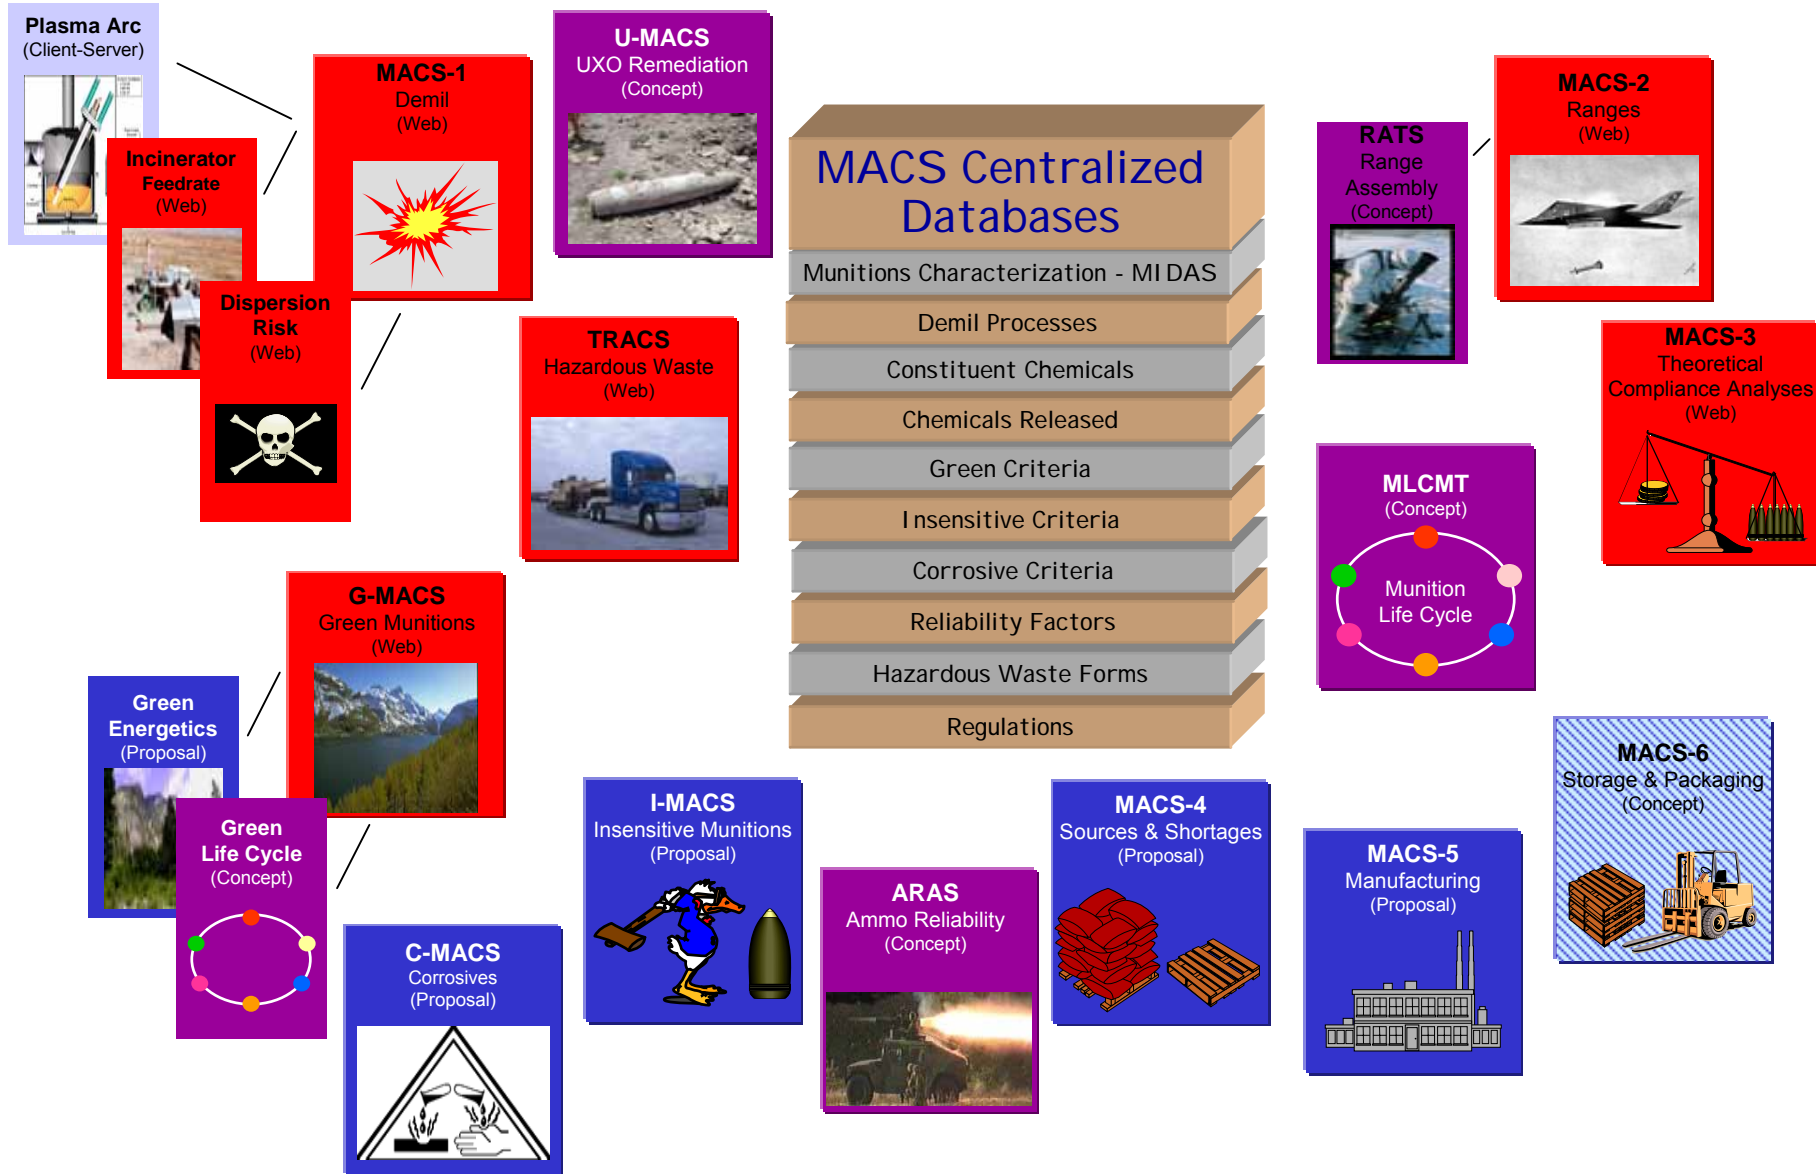 Plasma Arc
(Client-Server)
Incinerator
Feedrate
(Web)
Dispersion
Risk
(Web)
MACS-1
Demil
(Web)
U-MACS
UXO Remediation
(Concept)
TRACS
Hazardous Waste
(Web)
MACS Centralized
Databases
Munitions Characterization - MIDAS
Demil Processes
Constituent Chemicals
Chemicals Released
Green Criteria
Insensitive Criteria
Corrosive Criteria
Reliability Factors
Hazardous Waste Forms
Regulations
RATS
Range
Assembly
(Concept)
MACS-2
Ranges
(Web)
MACS-3
Theoretical
Compliance Analyses
(Web)
MLCMT
(Concept)
Munition
Life Cycle
G-MACS
Green Munitions
(Web)
Green
Energetics
(Proposal)
Green
Life Cycle
(Concept)
C-MACS
Corrosives
(Proposal)
I-MACS
Insensitive Munitions
(Proposal)
ARAS
Ammo Reliability
(Concept)
MACS-4
Sources & Shortages
(Proposal)
MACS-5
Manufacturing
(Proposal)
MACS-6
Storage & Packaging
(Concept)